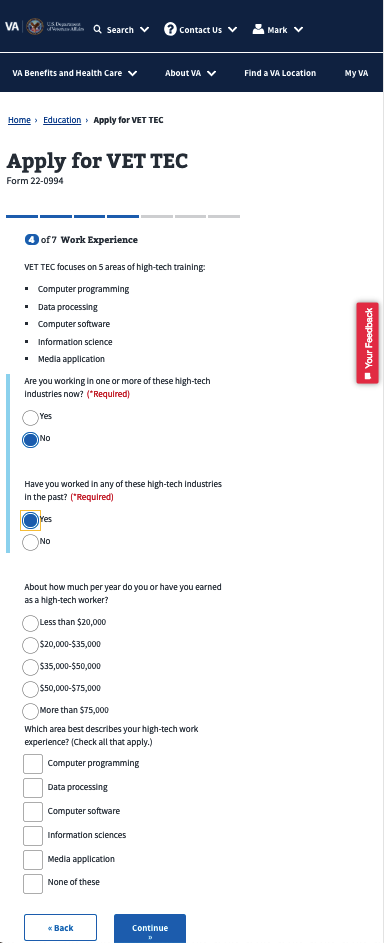 VA
U.S. Department
of Veterans Affairs
Search
Contact Us
Mark
VA Benefits and Health Care
About VA
Find a VA Location
My VA
Home › Education › Apply for VET TEC
Apply for VET TEC
Form 22-0994
4 of 7 Work Experience
VET TEC focuses on 5 areas of high-tech training:
Computer programming
Data processing
Computer software
Information science
Media application
Your Feedback
Are you working in one or more of these high-tech
industries now? (*Required)
Yes
No
Have you worked in any of these high-tech industries
in the past? (*Required)
Yes
No
About how much per year do you or have you earned
as a high-tech worker?
Less than $20,000
$20,000-$35,000
$35,000-$50,000
$50,000-$75,000
More than $75,000
Which area best describes your high-tech work
experience? (Check all that apply.)
Computer programming
Data processing
Computer software
Information sciences
Media application
None of these
« Back
Continue
»